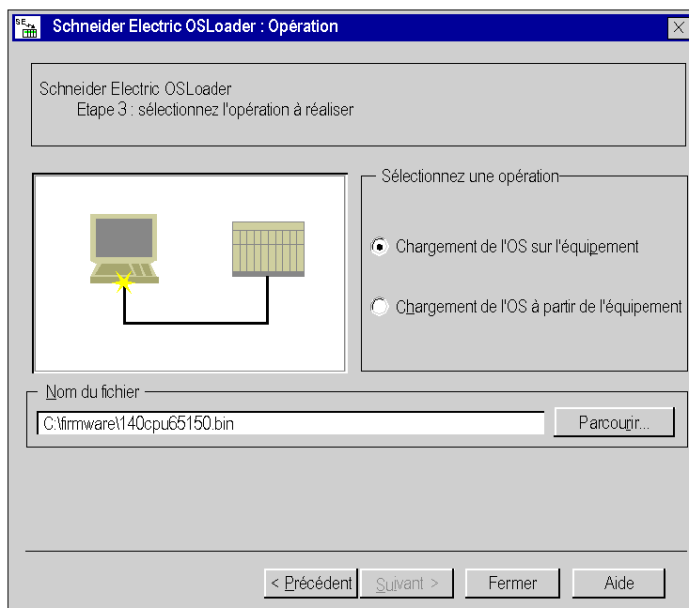 Schneider Electric OSLoader : Opération
Schneider Electric OSLoader
Etape 3 : sélectionnez l'opération à réaliser
Sélectionnez une opération
Chargement de l'OS sur l'équipement
Chargement de l'OS à partir de l'équipement
Nom du fichier
C:\firmware\140cpu65150.bin
Parcourir...
< Précédent
Suivant >
Fermer
Aide